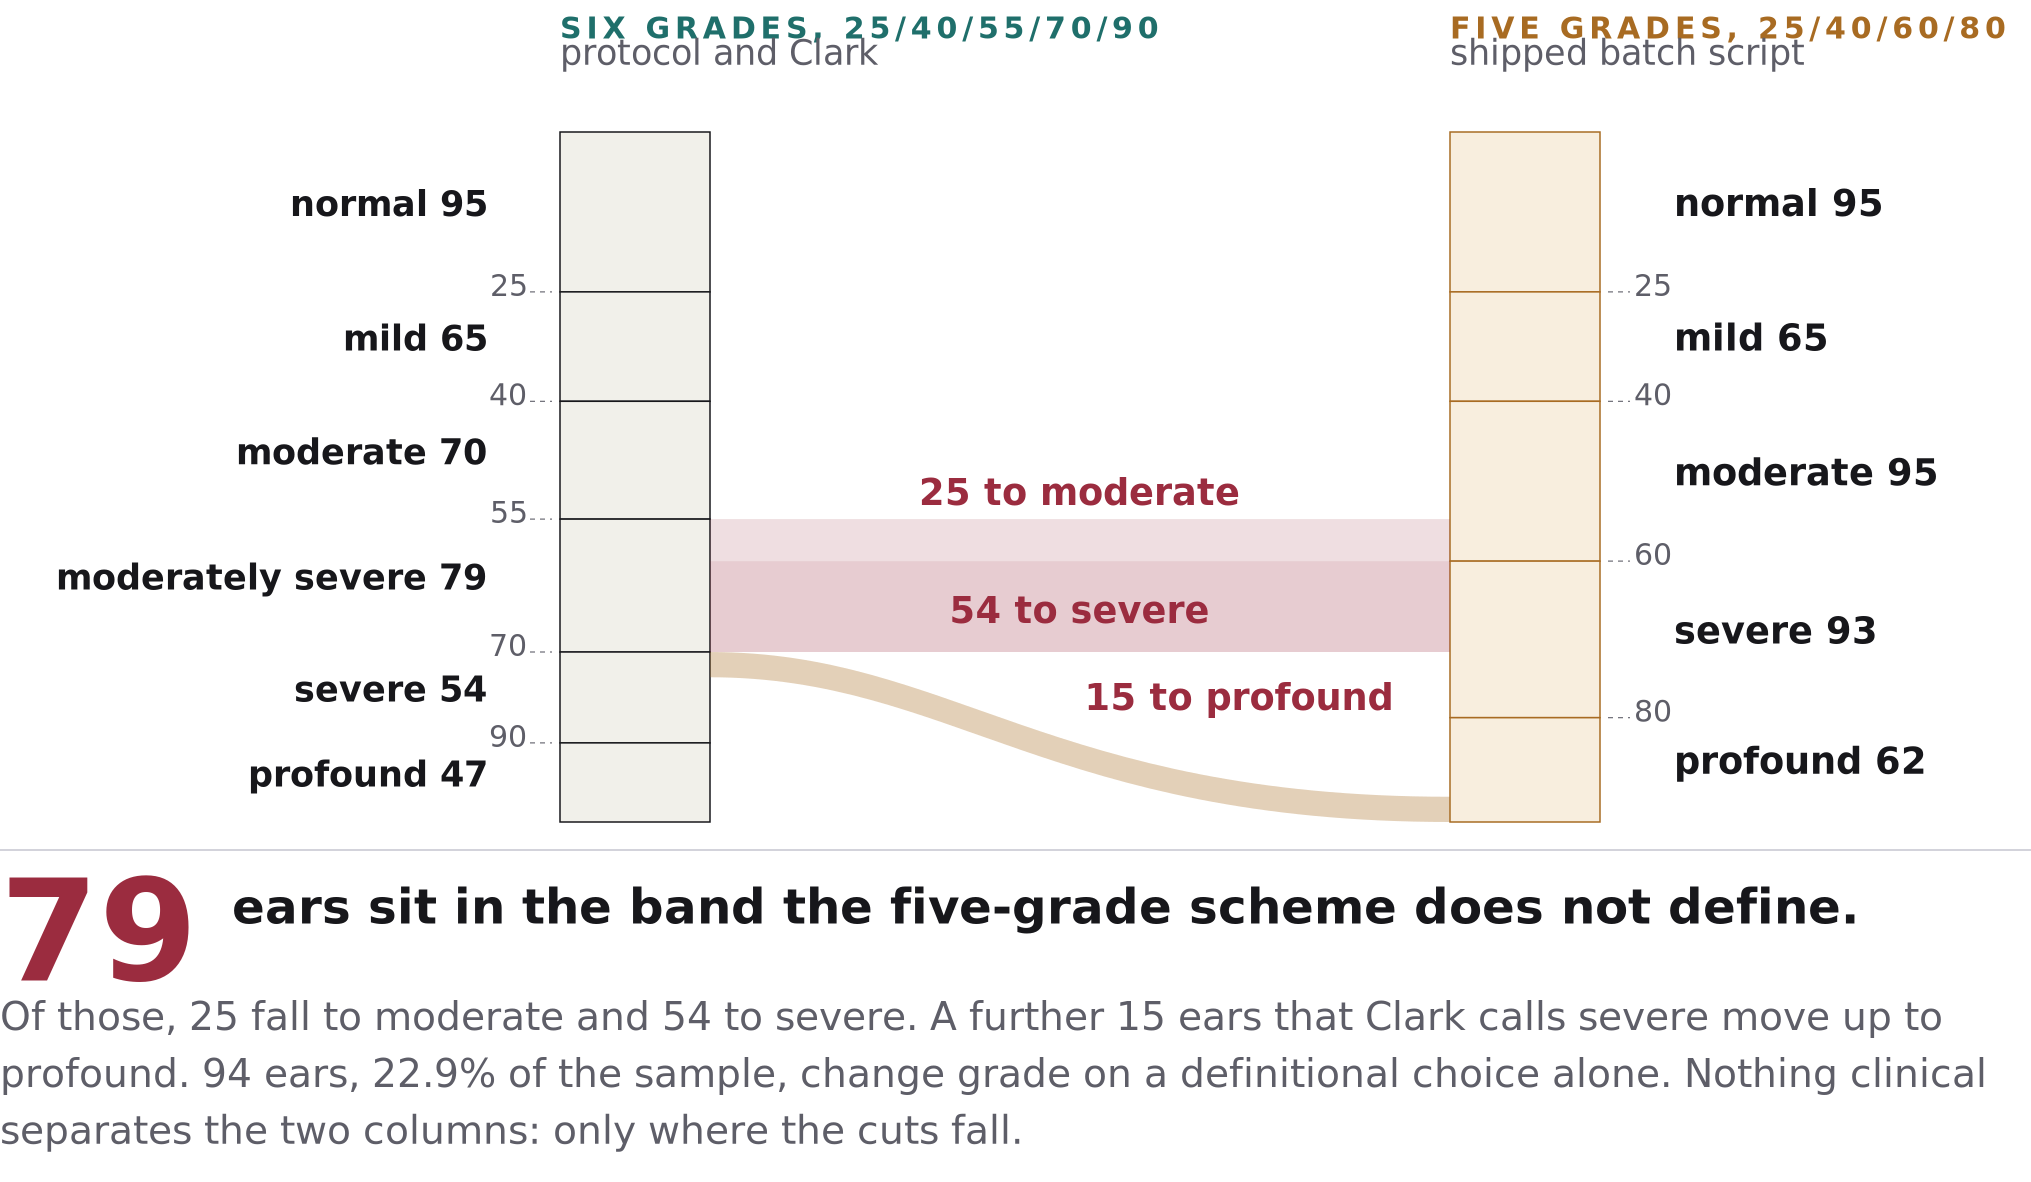 SIX GRADES, 25/40/55/70/90
protocol and Clark
FIVE GRADES, 25/40/60/80
shipped batch script
normal 95
25
mild 65
40
moderate 70
55
moderately severe 79
70
severe 54
90
profound 47
25 to moderate
54 to severe
15 to profound
normal 95
25
mild 65
40
moderate 95
60
severe 93
80
profound 62
79 ears sit in the band the five-grade scheme does not define.
Of those, 25 fall to moderate and 54 to severe. A further 15 ears that Clark calls severe move up to
profound. 94 ears, 22.9% of the sample, change grade on a definitional choice alone. Nothing clinical
separates the two columns: only where the cuts fall.